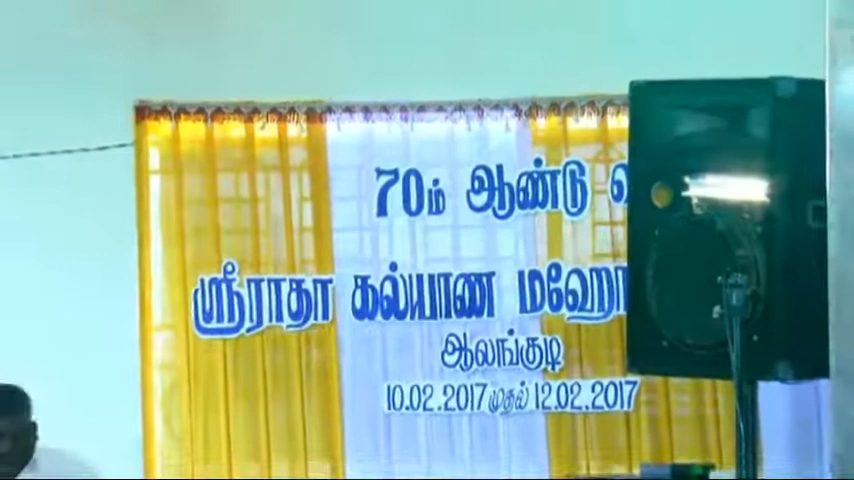 70ம் ஆண்டு
ஸ்ரீராதா கல்யாண
ஆலங்குடி
10.02.2017 முதல் 12.02.2017